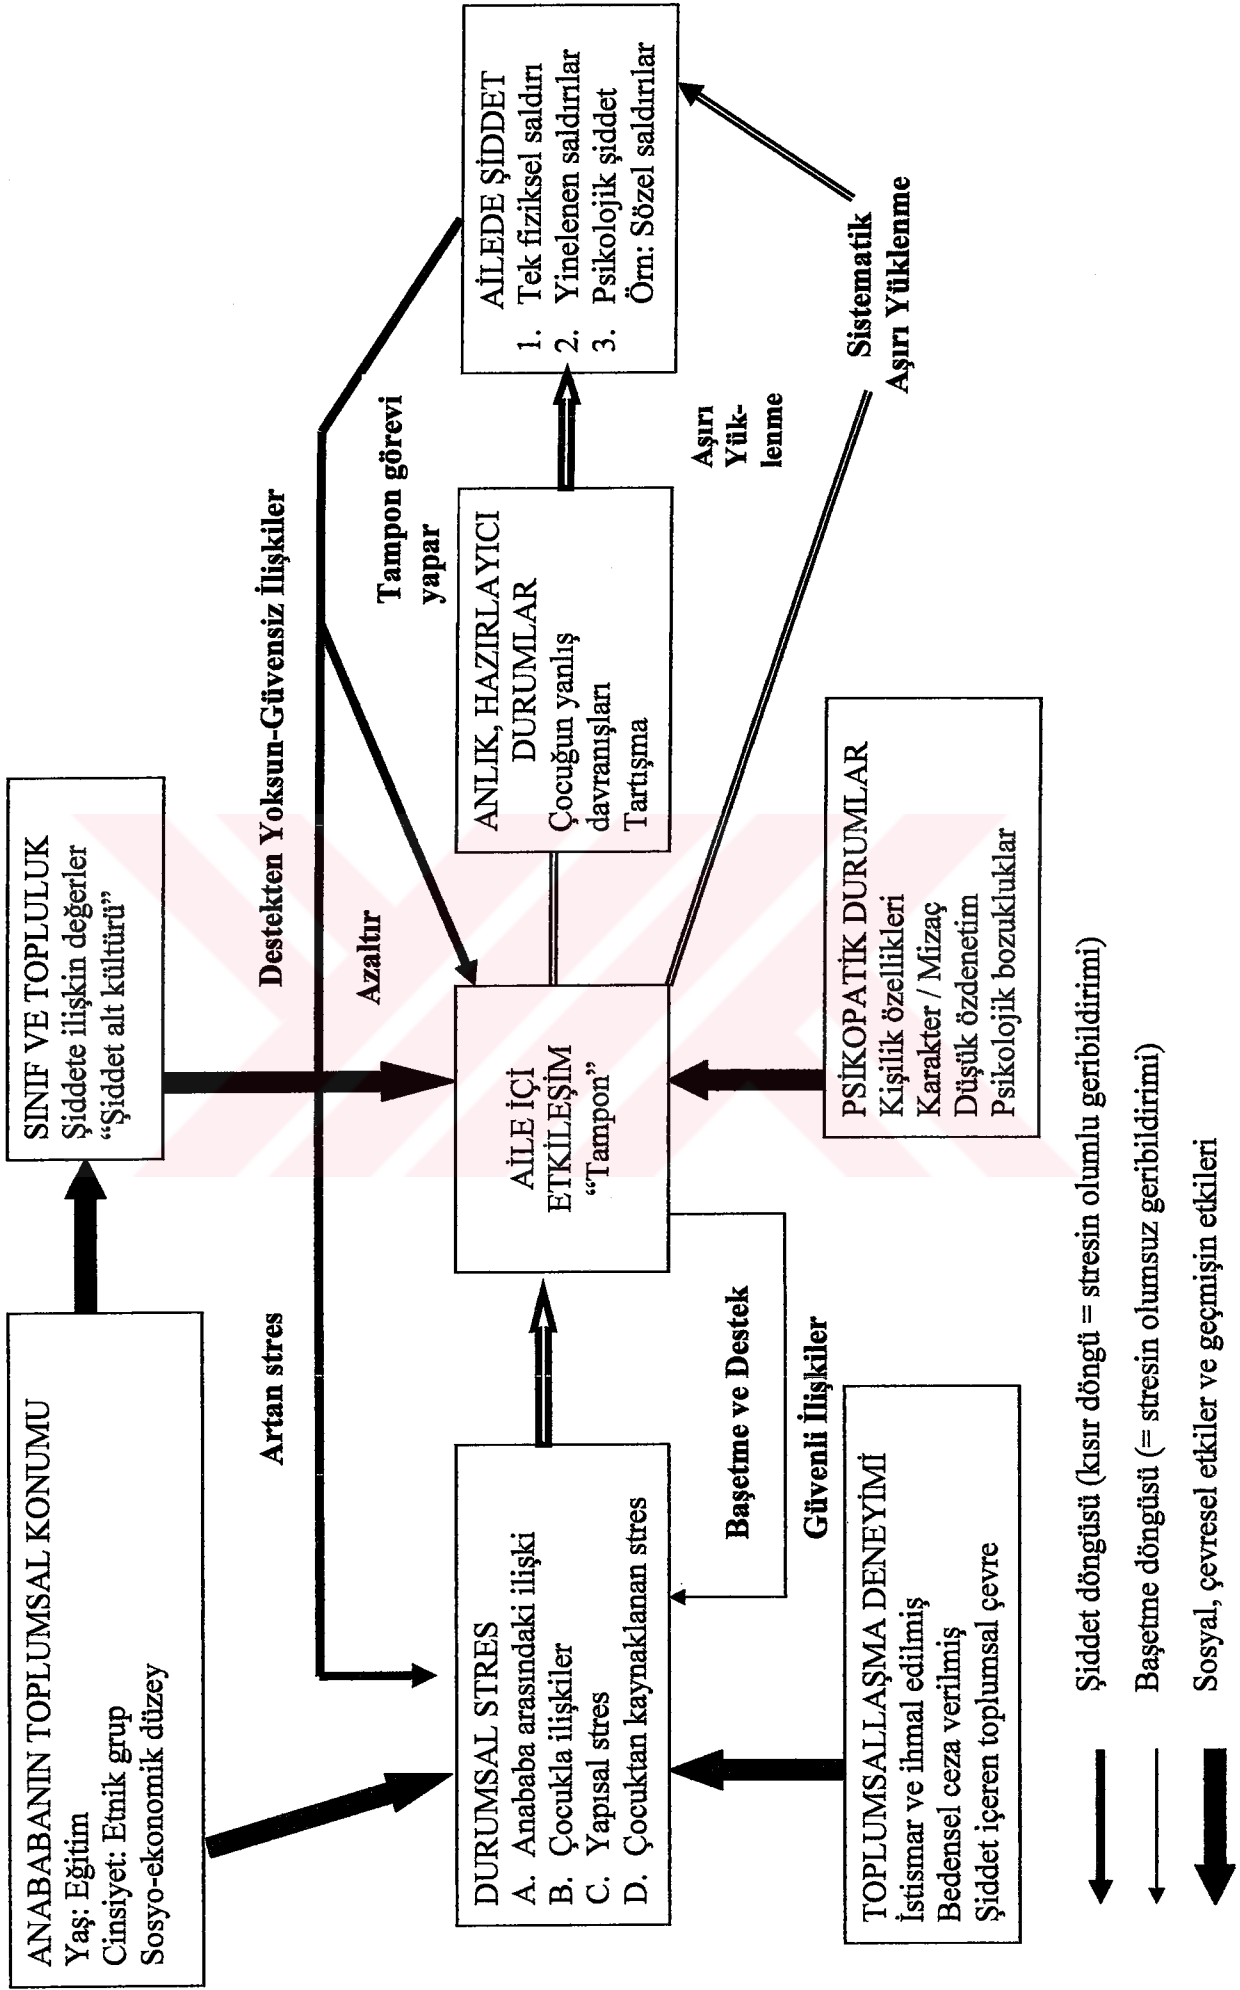 ANABABANIN TOPLUMSAL KONUMU
Yaş: Eğitim
Cinsiyet: Etnik grup
Sosyo-ekonomik düzey
SINIF VE TOPLULUK
Şiddete ilişkin değerler
“Şiddet alt kültürü”
Artan stres
Destekten Yoksun-Güvensiz İlişkiler
Azaltır
Tampon görevi
yapar
DURUMSAL STRES
A. Anababa arasındaki ilişki
B. Çocukla ilişkiler
C. Yapısal stres
D. Çocuktan kaynaklanan stres
AİLE İÇİ
ETKİLEŞİM
“Tampon”
ANLIK, HAZIRLAYICI
DURUMLAR
Çocuğun yanlış
davranışları
Tartışma
AİLEDE ŞİDDET
1. Tek fiziksel saldırı
2. Yinelenen saldırılar
3. Psikolojik şiddet
Örn: Sözel saldırılar
Aşırı
Yük-
lenme
Başetme ve Destek
Güvenli İlişkiler
Sistematik
Aşırı Yüklenme
TOPLUMSALLAŞMA DENEYİMİ
İstismar ve ihmal edilmiş
Bedensel ceza verilmiş
Şiddet içeren toplumsal çevre
PSİKOPATİK DURUMLAR
Kişilik özellikleri
Karakter / Mizaç
Düşük özdenetim
Psikolojik bozukluklar
Şiddet döngüsü (kısır döngü = stresin olumlu geribildirimi)
Başetme döngüsü (= stresin olumsuz geribildirimi)
Sosyal, çevresel etkiler ve geçmişin etkileri